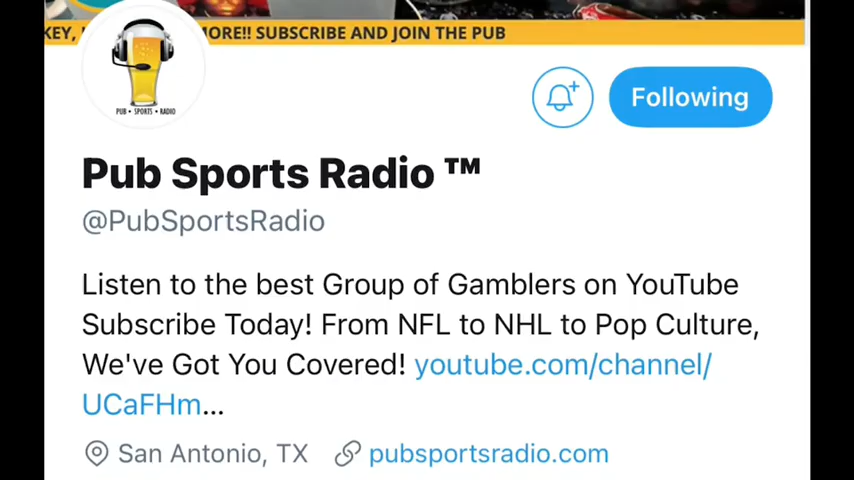 KEY,
MORE!! SUBSCRIBE AND JOIN THE PUB
PUB • SPORTS • RADIO
Following
Pub Sports Radio ™
@PubSportsRadio
Listen to the best Group of Gamblers on YouTube
Subscribe Today! From NFL to NHL to Pop Culture,
We've Got You Covered! youtube.com/channel/
UCaFHm...
San Antonio, TX pubsportsradio.com